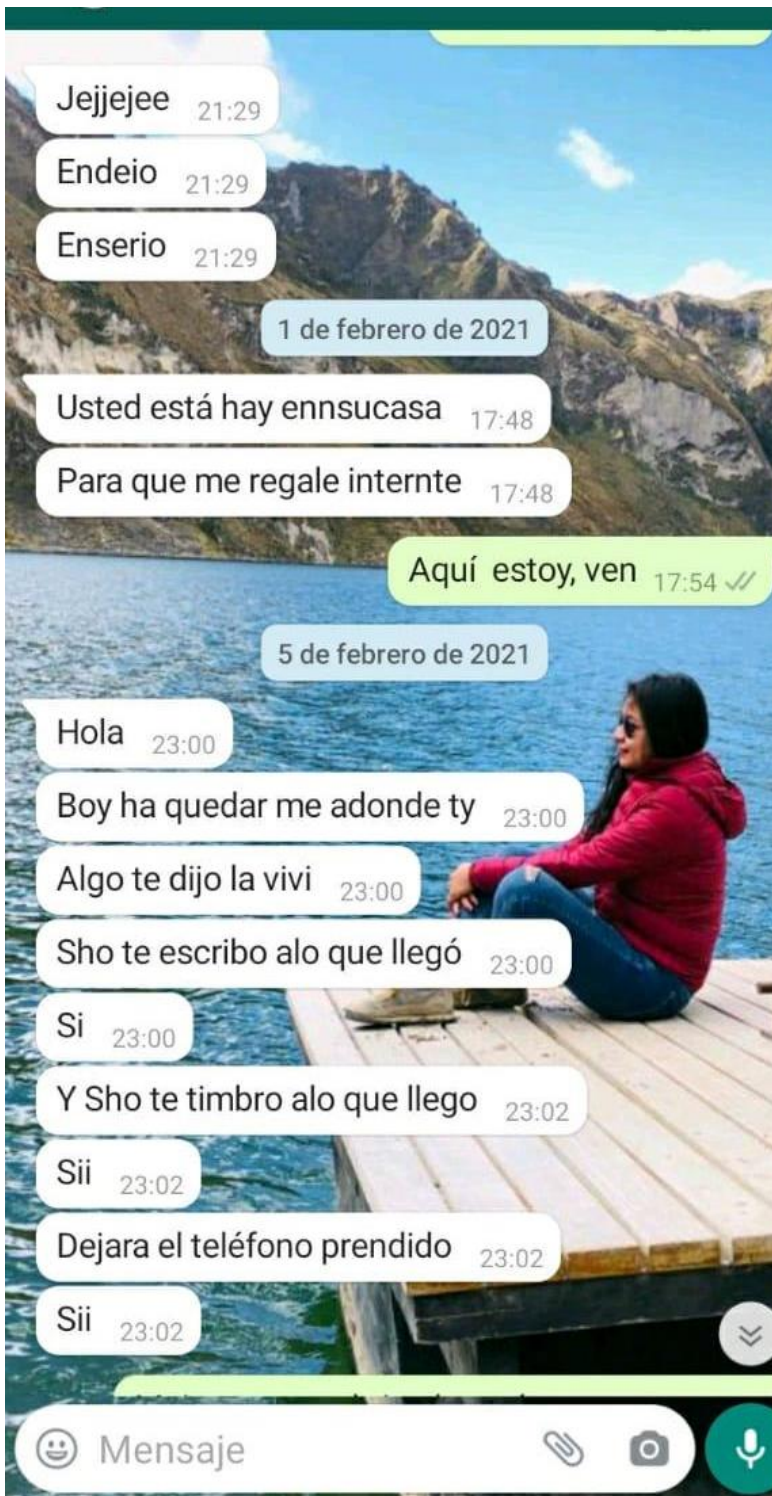 Jejjejee 21:29
Endeio 21:29
Enserio 21:29
1 de febrero de 2021
Usted está hay ennsucasa 17:48
Para que me regale internte 17:48
Aquí estoy, ven 17:54
5 de febrero de 2021
Hola 23:00
Boy ha quedar me adonde ty 23:00
Algo te dijo la vivi 23:00
Sho te escribo alo que llegó 23:00
Si 23:00
Y Sho te timbro alo que llego 23:02
Sii 23:02
Dejara el teléfono prendido 23:02
Sii 23:02
Mensaje